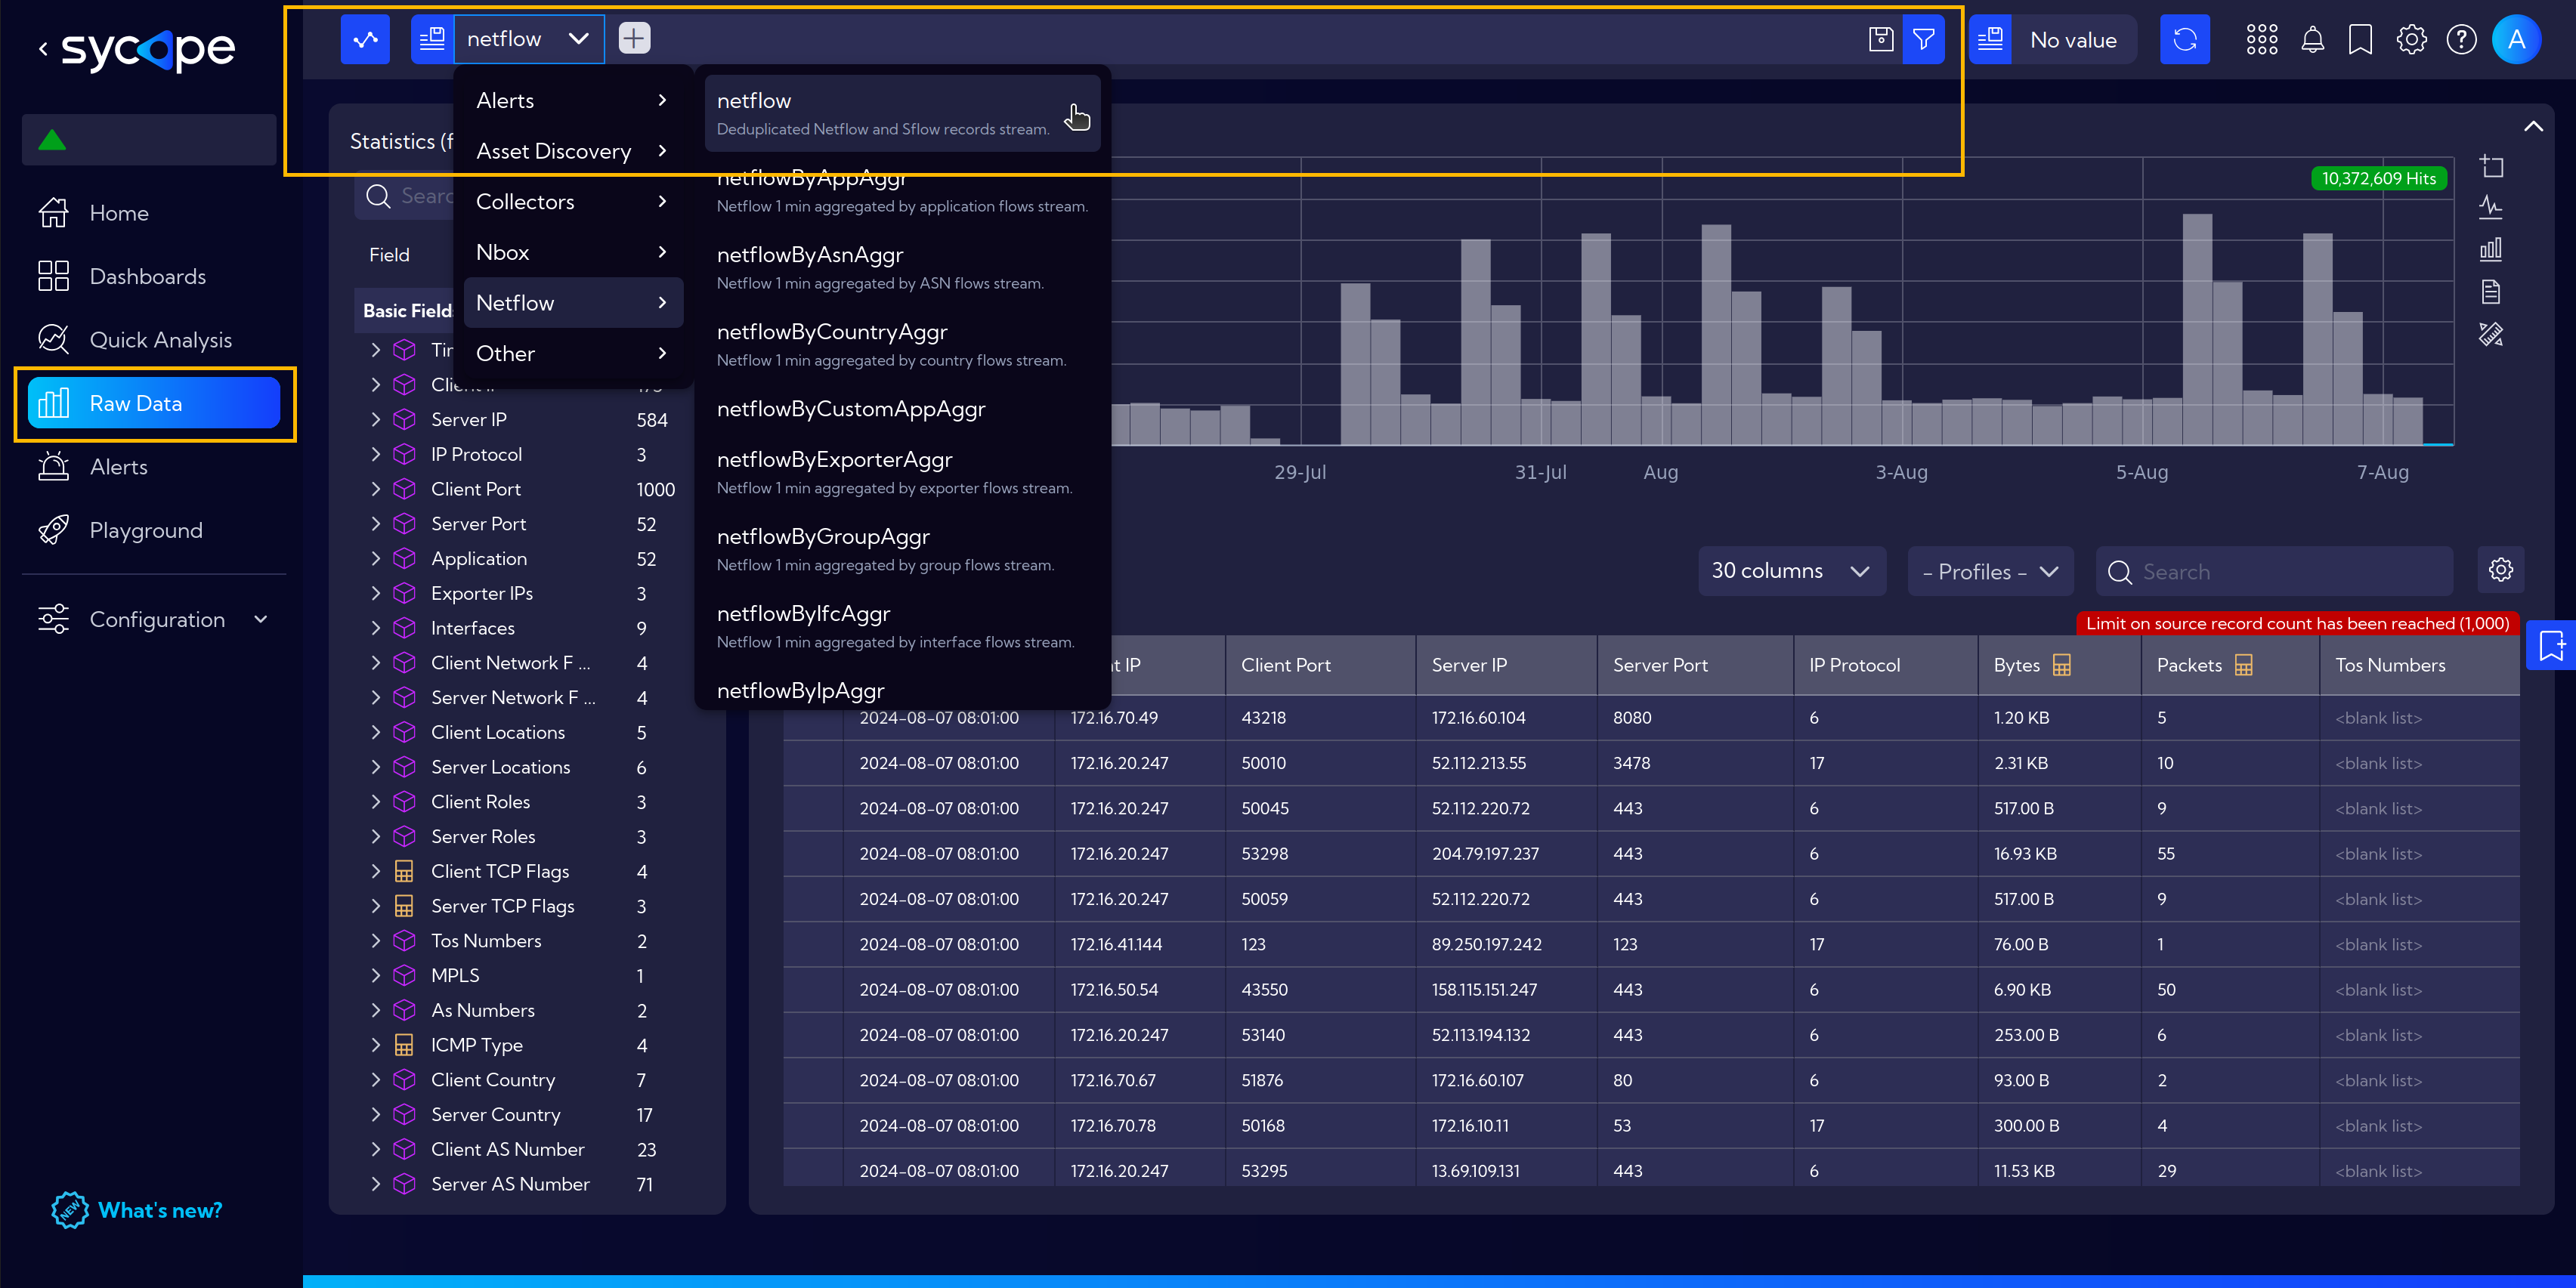 sycope
netflow
No value
A
Home
Dashboards
Quick Analysis
Raw Data
Alerts
Playground
Configuration
NEW
What's new?
Alerts
Asset Discovery
Collectors
Nbox
Netflow
Other
netflow
Deduplicated Netflow and Sflow records stream.
netflowByAppAggr
Netflow 1 min aggregated by application flows stream.
netflowByAsnAggr
Netflow 1 min aggregated by ASN flows stream.
netflowByCountryAggr
Netflow 1 min aggregated by country flows stream.
netflowByCustomAppAggr
netflowByExporterAggr
Netflow 1 min aggregated by exporter flows stream.
netflowByGroupAggr
Netflow 1 min aggregated by group flows stream.
netflowByIfcAggr
Netflow 1 min aggregated by interface flows stream.
netflowByIpAggr
Statistics (f
Searc
Field
Basic Field
Tir
Client IP
Server IP 584
IP Protocol 3
Client Port 1000
Server Port 52
Application 52
Exporter IPs 3
Interfaces 9
Client Network F ... 4
Server Network F ... 4
Client Locations 5
Server Locations 6
Client Roles 3
Server Roles 3
Client TCP Flags 4
Server TCP Flags 3
Tos Numbers 2
MPLS 1
As Numbers 2
ICMP Type 4
Client Country 7
Server Country 17
Client AS Number 23
Server AS Number 71
10,372,609 Hits
29-Jul 31-Jul Aug 3-Aug 5-Aug 7-Aug
30 columns
- Profiles -
Search
Limit on source record count has been reached (1,000)
t IP Client Port Server IP Server Port IP Protocol Bytes Packets Tos Numbers
2024-08-07 08:01:00 172.16.70.49 43218 172.16.60.104 8080 6 1.20 KB 5 <blank list>
2024-08-07 08:01:00 172.16.20.247 50010 52.112.213.55 3478 17 2.31 KB 10 <blank list>
2024-08-07 08:01:00 172.16.20.247 50045 52.112.220.72 443 6 517.00 B 9 <blank list>
2024-08-07 08:01:00 172.16.20.247 53298 204.79.197.237 443 6 16.93 KB 55 <blank list>
2024-08-07 08:01:00 172.16.20.247 50059 52.112.220.72 443 6 517.00 B 9 <blank list>
2024-08-07 08:01:00 172.16.41.144 123 89.250.197.242 123 17 76.00 B 1 <blank list>
2024-08-07 08:01:00 172.16.50.54 43550 158.115.151.247 443 6 6.90 KB 50 <blank list>
2024-08-07 08:01:00 172.16.20.247 53140 52.113.194.132 443 6 253.00 B 6 <blank list>
2024-08-07 08:01:00 172.16.70.67 51876 172.16.60.107 80 6 93.00 B 2 <blank list>
2024-08-07 08:01:00 172.16.70.78 50168 172.16.10.11 53 17 300.00 B 4 <blank list>
2024-08-07 08:01:00 172.16.20.247 53295 13.69.109.131 443 6 11.53 KB 29 <blank list>